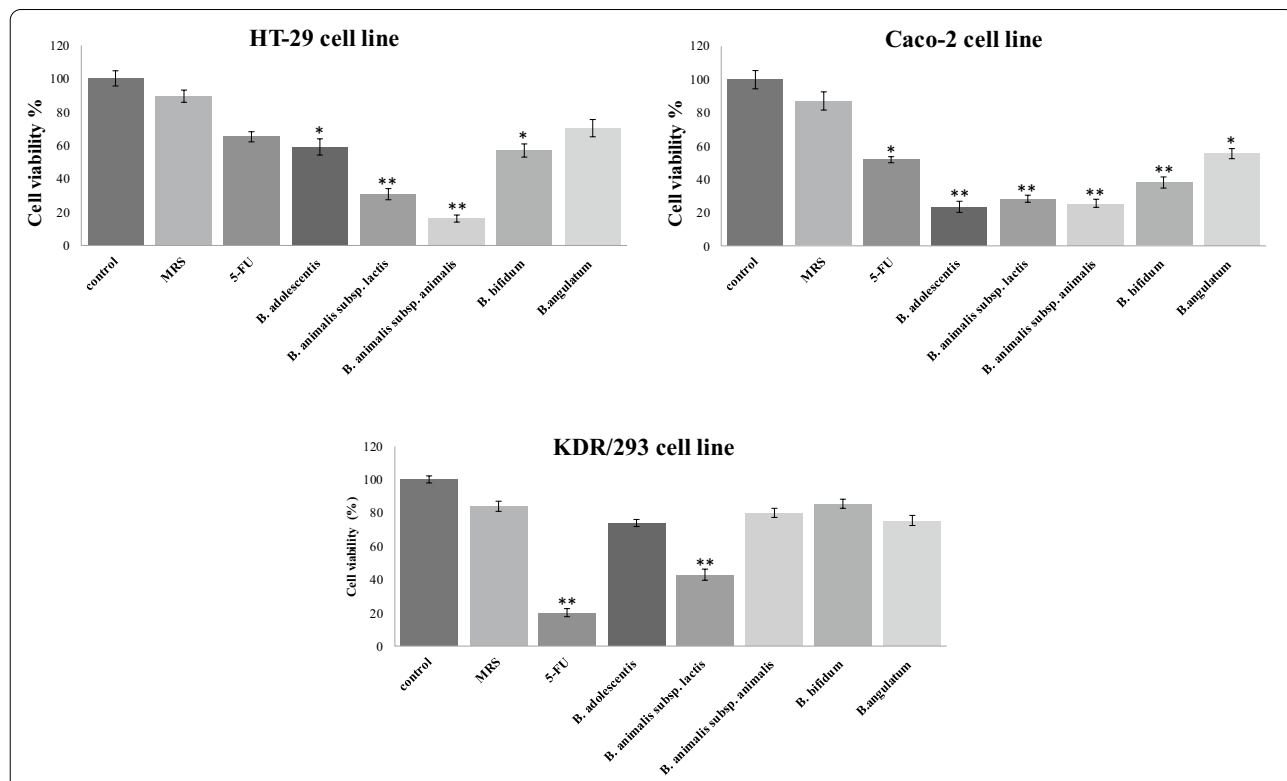 HT-29 cell line
Cell viability %
120
100
80
60
40
20
0
*
**
**
*
control
MRS
5-FU
B. adolescentis
B. animalis subsp. lactis
B. animalis subsp. animalis
B. bifidum
B.angulatum
Caco-2 cell line
Cell viability %
120
100
80
60
40
20
0
*
**
**
**
**
*
control
MRS
5-FU
B. adolescentis
B. animalis subsp. lactis
B. animalis subsp. animalis
B. bifidum
B.angulatum
KDR/293 cell line
Cell viability (%)
120
100
80
60
40
20
0
**
**
control
MRS
5-FU
B. adolescentis
B. animalis subsp. lactis
B. animalis subsp. animalis
B. bifidum
B.angulatum